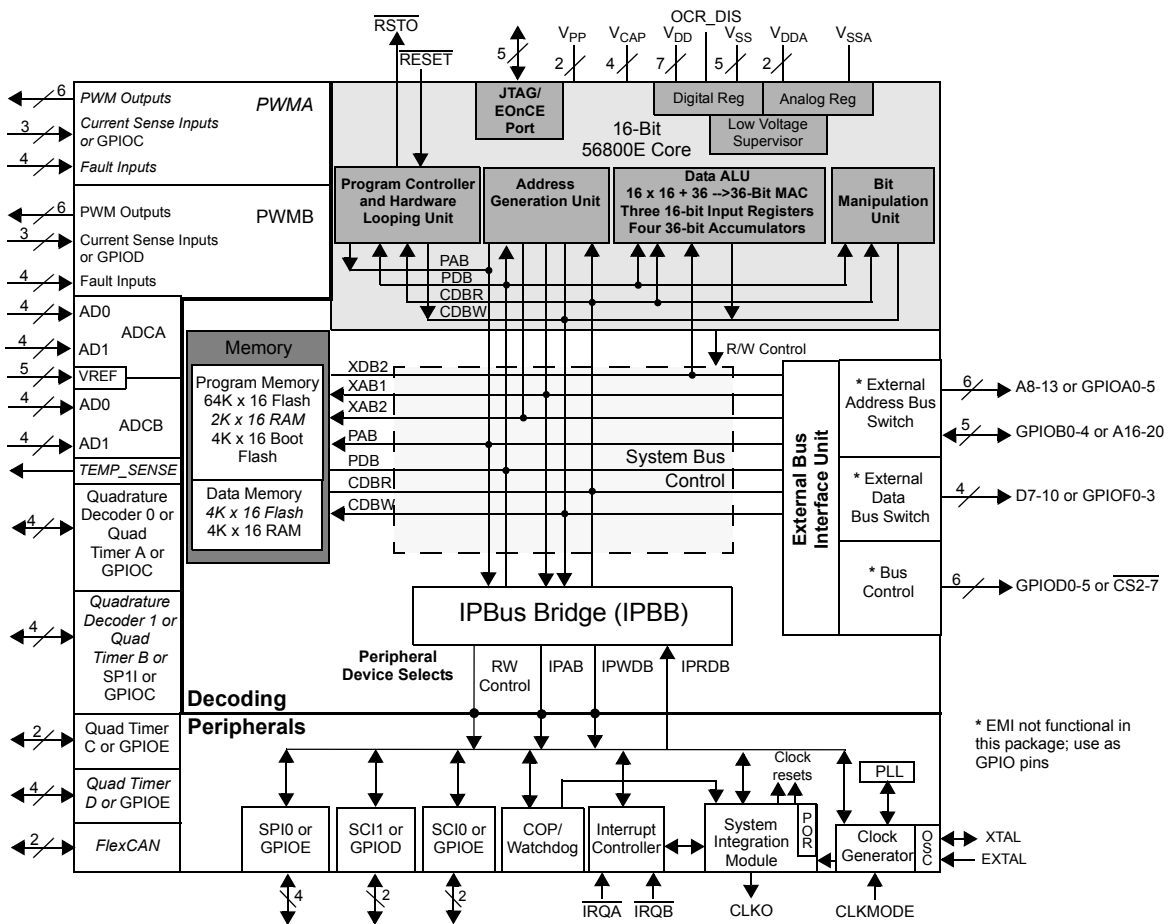 RSTO
RESET
5
VPP
2
VCAP
4
VDD
7
OCR_DIS
VSS
5
VDDA
2
VSSA
6
PWM Outputs
PWMA
3
Current Sense Inputs
or GPIOC
4
Fault Inputs
6
PWM Outputs
PWMB
3
Current Sense Inputs
or GPIOD
4
Fault Inputs
4
AD0
ADCA
4
AD1
5
VREF
4
AD0
ADCB
4
AD1
TEMP_SENSE
4
Quadrature
Decoder 0 or
Quad
Timer A or
GPIOC
4
Quadrature
Decoder 1 or
Quad
Timer B or
SP1I or
GPIOC
2
Quad Timer
C or GPIOE
4
Quad Timer
D or GPIOE
2
FlexCAN
JTAG/
EOnCE
Port
16-Bit
56800E Core
Digital Reg
Analog Reg
Low Voltage
Supervisor
Program Controller
and Hardware
Looping Unit
Address
Generation Unit
Data ALU
16 x 16 + 36 -->36-Bit MAC
Three 16-bit Input Registers
Four 36-bit Accumulators
Bit
Manipulation
Unit
PAB
PDB
CDBR
CDBW
R/W Control
Memory
Program Memory
64K x 16 Flash
2K x 16 RAM
4K x 16 Boot
Flash
Data Memory
4K x 16 Flash
4K x 16 RAM
XDB2
XAB1
XAB2
PAB
PDB
CDBR
CDBW
System Bus
Control
External Bus
Interface Unit
* External
Address Bus
Switch
* External
Data
Bus Switch
* Bus
Control
6
A8-13 or GPIOA0-5
5
GPIOB0-4 or A16-20
4
D7-10 or GPIOF0-3
6
GPIOD0-5 or CS2-7
IPBus Bridge (IPBB)
Peripheral
Device Selects
RW
Control
IPAB
IPWDB
IPRDB
Decoding
Peripherals
* EMI not functional in
this package; use as
GPIO pins
Clock
resets
PLL
SPI0 or
GPIOE
SCI1 or
GPIOD
SCI0 or
GPIOE
COP/
Watchdog
Interrupt
Controller
System
Integration
Module
POR
Clock
Generator
OSC
XTAL
EXTAL
4
2
2
IRQA
IRQB
CLKO
CLKMODE